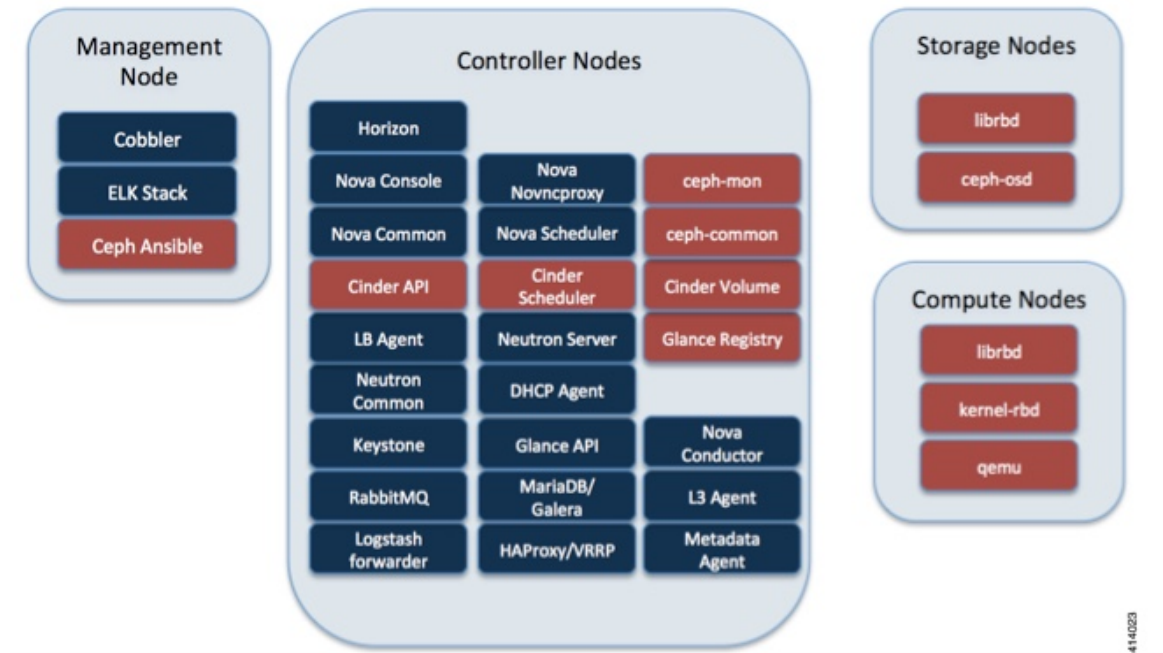 Management
Node
Cobbler
ELK Stack
Ceph Ansible
Controller Nodes
Horizon
Nova Console
Nova
Novncproxy
ceph-mon
Nova Common
Nova Scheduler
ceph-common
Cinder API
Cinder
Scheduler
Cinder Volume
LB Agent
Neutron Server
Glance Registry
Neutron
Common
DHCP Agent
Keystone
Glance API
Nova
Conductor
RabbitMQ
MariaDB/
Galera
L3 Agent
Logstash
forwarder
HAProxy/VRRP
Metadata
Agent
Storage Nodes
librbd
ceph-osd
Compute Nodes
librbd
kernel-rbd
qemu
414023